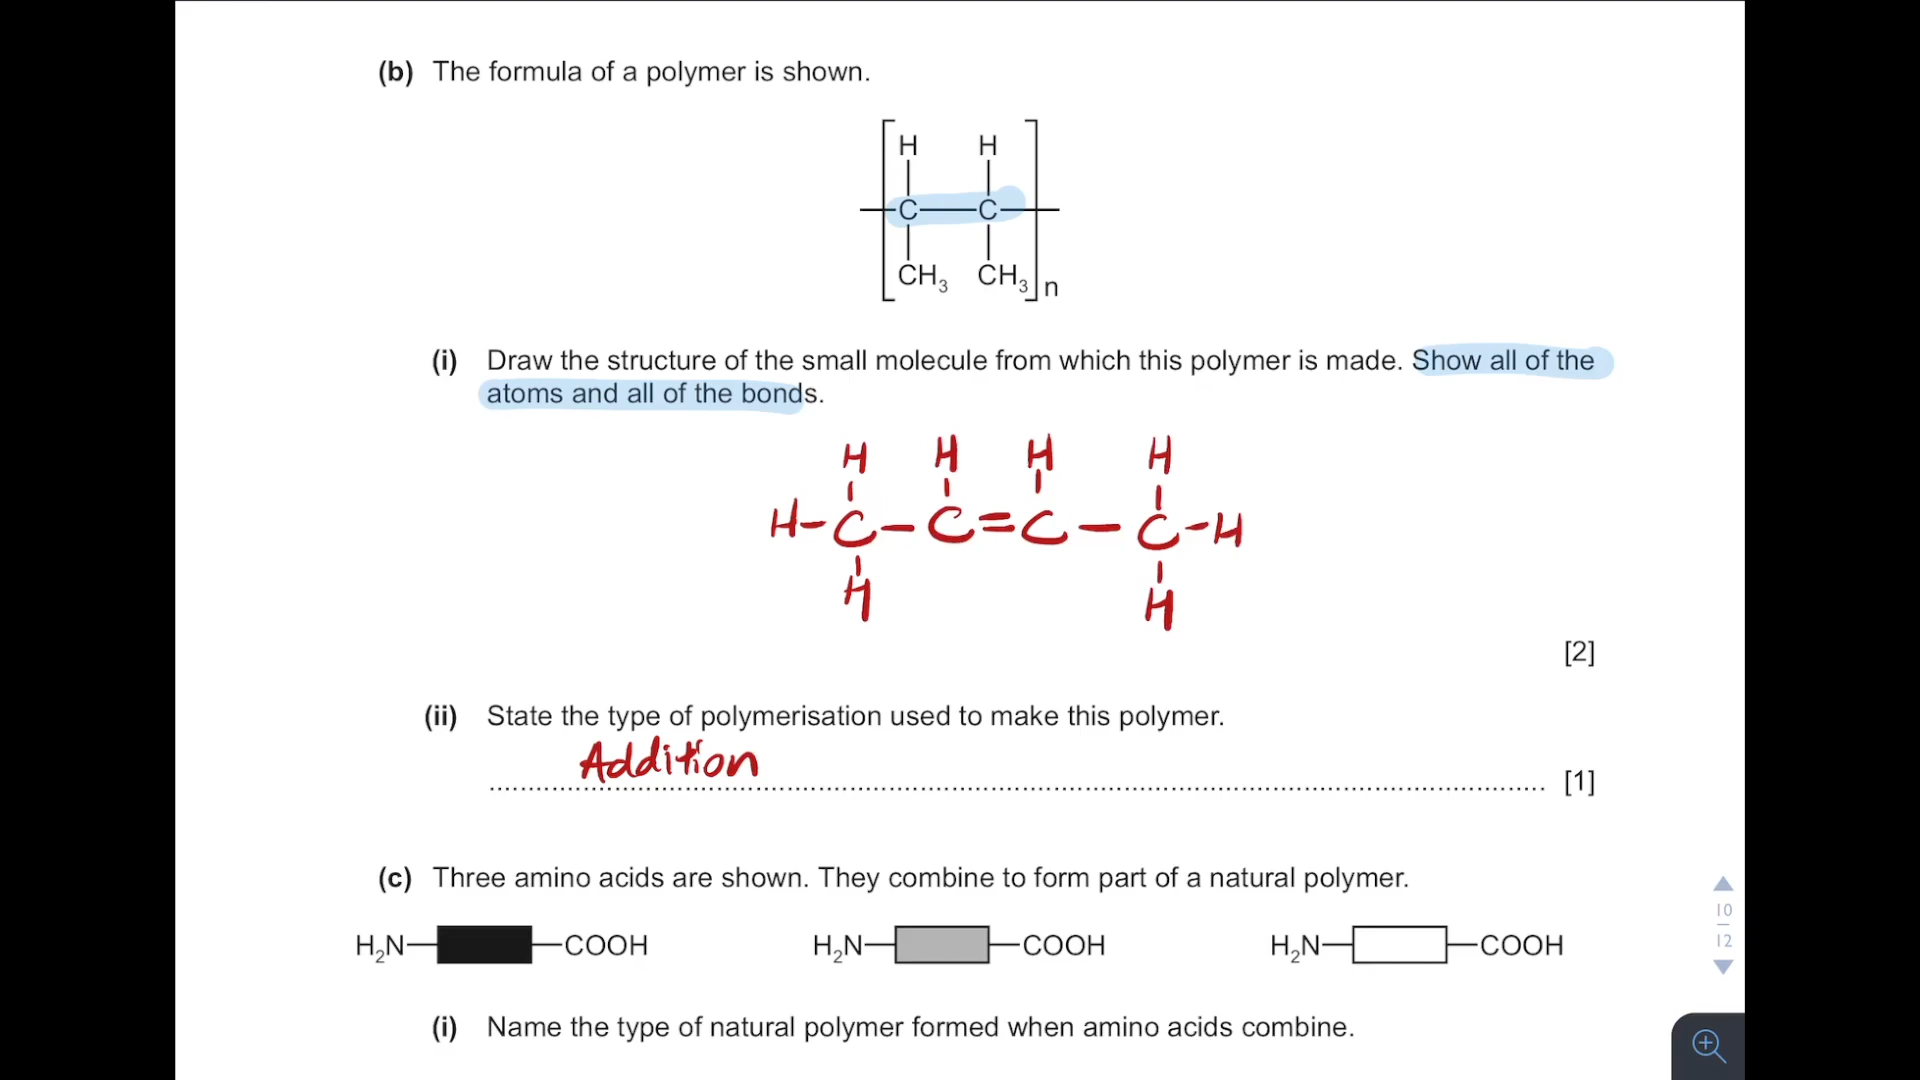 (b) The formula of a polymer is shown.
H H
C C
CH3 CH3 n
(i) Draw the structure of the small molecule from which this polymer is made. Show all of the
atoms and all of the bonds.
H H H H
H-C-C=C-C-H
H H
[2]
(ii) State the type of polymerisation used to make this polymer.
Addition
[1]
(c) Three amino acids are shown. They combine to form part of a natural polymer.
H2N COOH H2N COOH H2N COOH
(i) Name the type of natural polymer formed when amino acids combine.
10
12